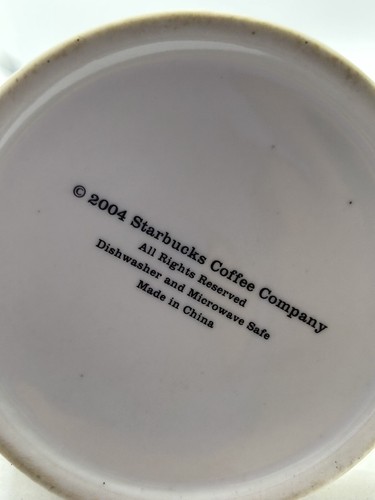 © 2004 Starbucks Coffee Company
All Rights Reserved
Dishwasher and Microwave Safe
Made in China